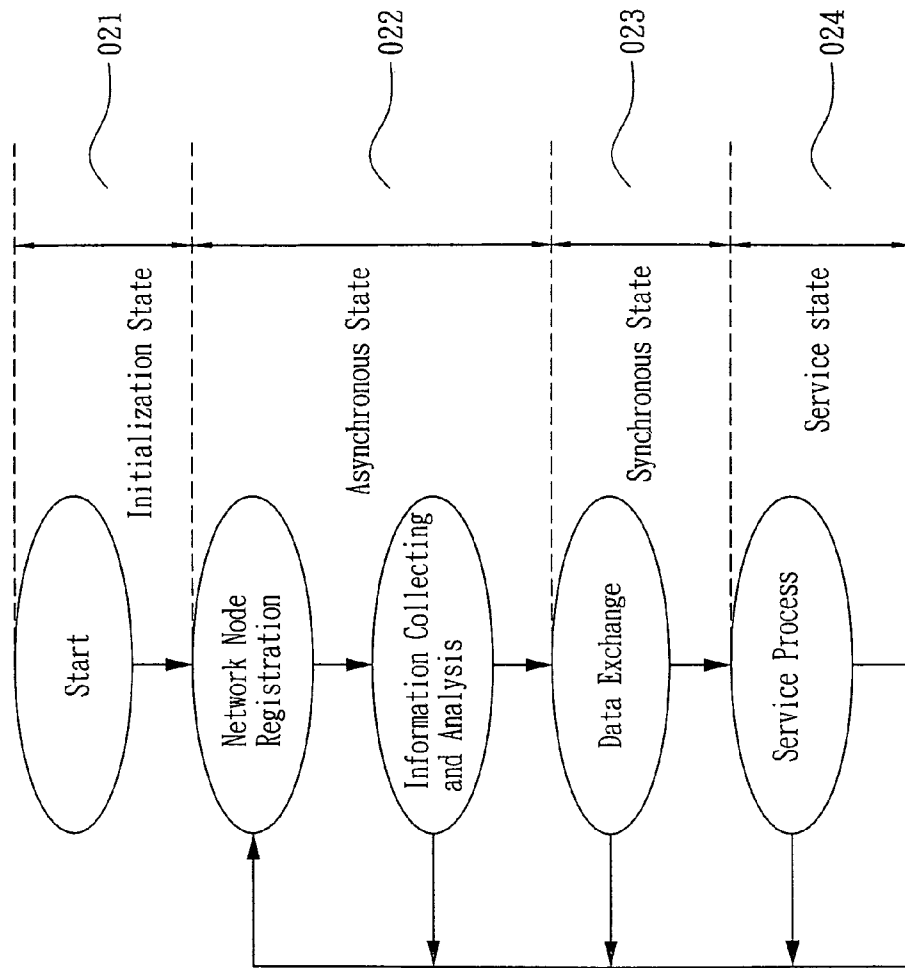 Start
Initialization State
021
Network Node
Registration
Asynchronous State
022
Information Collecting
and Analysis
Data Exchange
Synchronous State
023
Service Process
Service state
024